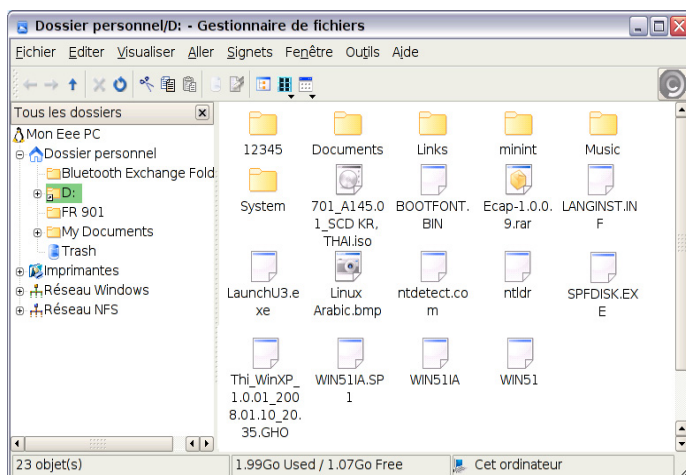 Dossier personnel/D: - Gestionnaire de fichiers
Fichier Editer Visualiser Aller Signets Fenêtre Outils Aide
Tous les dossiers
Mon Eee PC
Dossier personnel
Bluetooth Exchange Fold
D:
FR 901
My Documents
Trash
Imprimantes
Réseau Windows
Réseau NFS
12345 Documents Links minint Music
System 701_A145.0 BOOTFONT. Ecap-1.0.0. LANGINST.IN
1_SCD KR, BIN 9.rar F
THAI.iso
LaunchU3.e Linux ntdetect.co ntldr SPFDISK.EX
xe Arabic.bmp m E
Thi_WinXP_ WIN51IA.SP WIN51IA WIN51
1.0.01_200 1
8.01.10_20.
35.GHO
23 objet(s) 1.99Go Used / 1.07Go Free Cet ordinateur